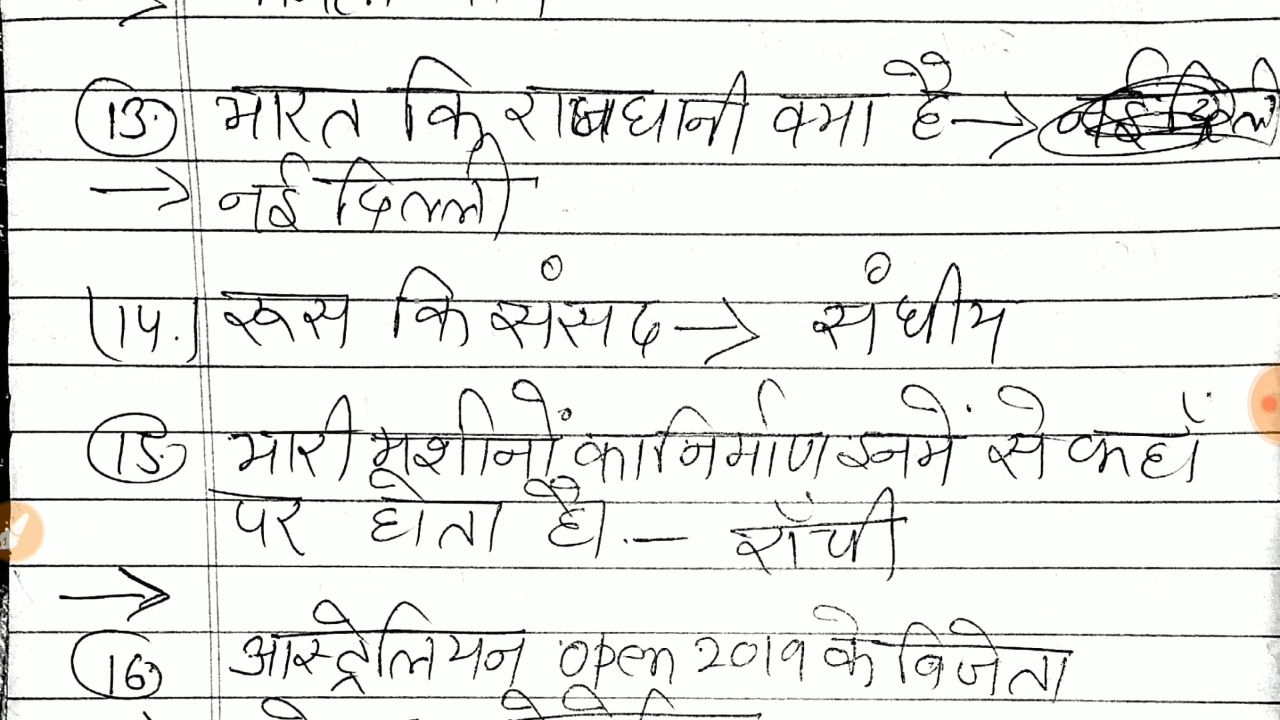 13. भारत कि राजधानी क्या है →
→ नई दिल्ली
14. रूस कि संसद → संघीय
15. भारी मशीनों का निर्माण इनमें से कहाँ
पर होता है। - राँची
→
16 आस्ट्रेलियन open 2019 के विजेता